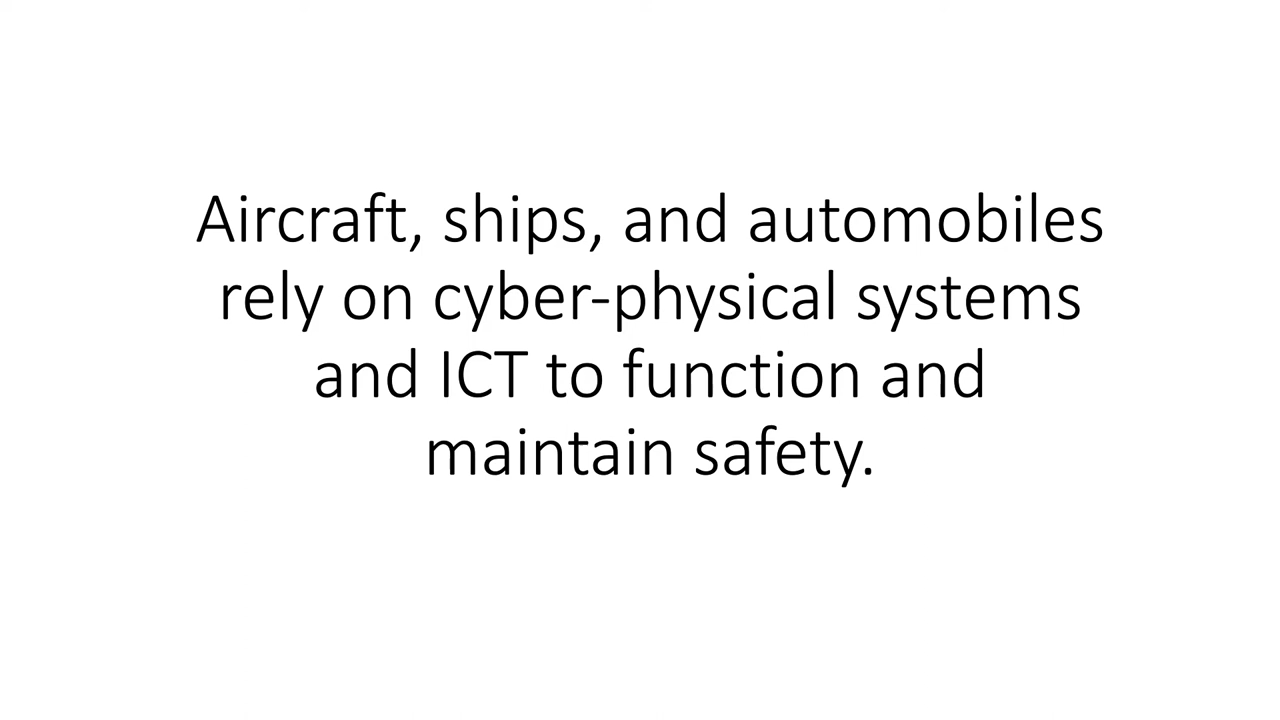 Aircraft, ships, and automobiles
rely on cyber-physical systems
and ICT to function and
maintain safety.